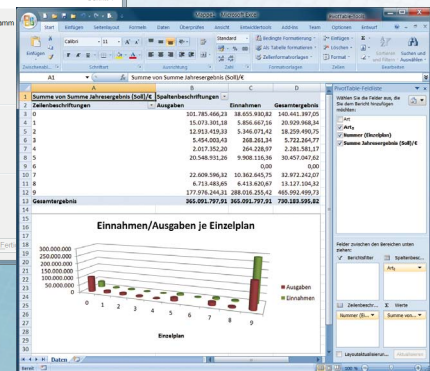 Mappe1 - Microsoft Excel
PivotTable-Tools
Start Einfügen Seitenlayout Formeln Daten Überprüfen Ansicht Entwicklertools Add-Ins Team Optionen Entwurf
Calibri 11 Standard Bedingte Formatierung Einfügen
Als Tabelle formatieren Löschen
Zellenformatvorlagen Format
Sortieren und Filtern Suchen und Auswählen
Schriftart Ausrichtung Zahl Formatvorlagen Zellen
A1 fx Summe von Summe Jahresergebnis (Soll)/€
A B C D
1 Summe von Summe Jahresergebnis (Soll)/€ Spaltenbeschriftungen
2 Zeilenbeschriftungen Ausgaben Einnahmen Gesamtergebnis
3 0 101.785.466,23 38.655.930,82 140.441.397,05
4 1 15.073.301,18 5.856.667,16 20.929.968,34
5 2 12.913.419,33 5.346.071,42 18.259.490,75
6 3 5.454.003,43 268.261,34 5.722.264,77
7 4 2.017.352,20 264.228,97 2.281.581,17
8 5 20.548.931,26 9.908.116,36 30.457.047,62
9 6 0,00 0,00
10 7 22.609.596,32 10.362.645,75 32.972.242,07
11 8 6.713.483,65 6.413.620,67 13.127.104,32
12 9 177.976.244,31 288.016.255,42 465.992.499,73
13 Gesamtergebnis 365.091.797,91 365.091.797,91 730.183.595,82
Einnahmen/Ausgaben je Einzelplan
300.000.000
250.000.000
200.000.000
150.000.000
100.000.000
50.000.000
0
0 1 2 3 4 5 6 7 8 9
Ausgaben
Einnahmen
Einzelplan
Daten
Bereit
100 %
PivotTable-Feldliste
Wählen Sie die Felder aus, die Sie dem Bericht hinzufügen möchten:
Art
Art1
Nummer (Einzelplan)
Summe Jahresergebnis (Soll)/€
Felder zwischen den Bereichen unten ziehen:
Berichtsfilter Spaltenbesc...
Zeilenbeschr... Σ Werte
Nummer (Ei... Summe von...
Layoutaktualisierun... Aktualisieren